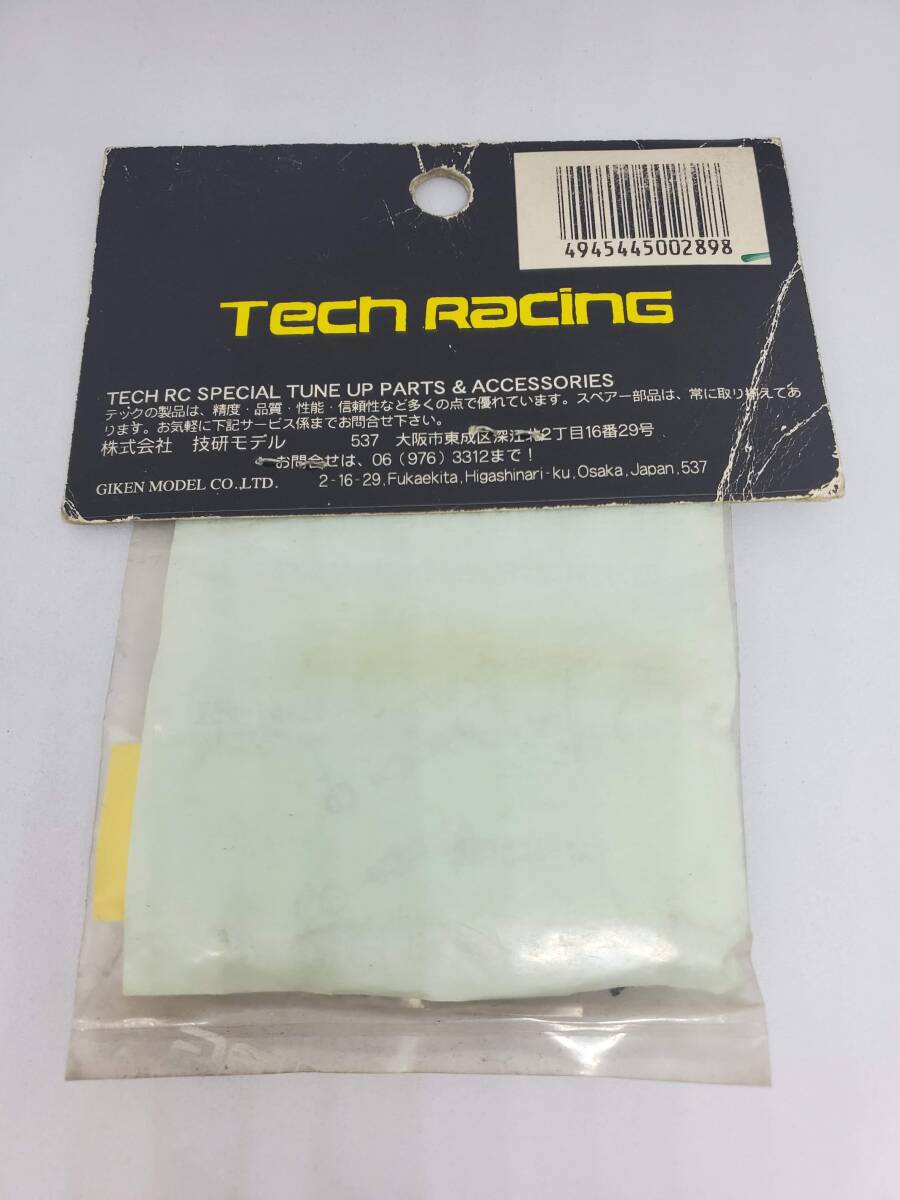 4945445002898
Tech Racing
TECH RC SPECIAL TUNE UP PARTS & ACCESSORIES
テックの製品は、精度・品質・性能・信頼性など多くの点で優れています。スペアー部品は、常に取り揃えてあ
ります。お気軽に下記サービス係までお問合せ下さい。
株式会社 技研モデル 537 大阪市東成区深江北2丁目16番29号
お問合せは、06(976)3312まで!
GIKEN MODEL CO.,LTD. 2-16-29,Fukaekita,Higashinari-ku,Osaka,Japan,537